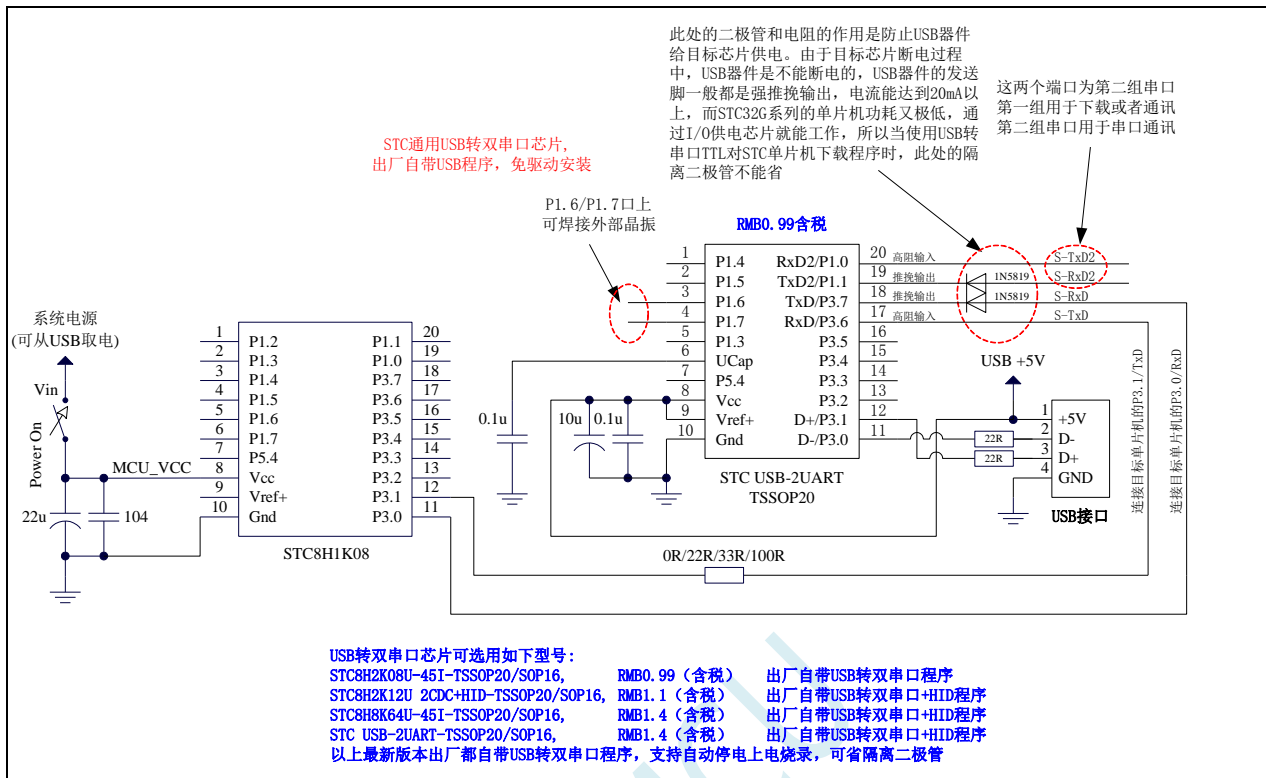 此处的二极管和电阻的作用是防止USB器件
给目标芯片供电。由于目标芯片断电过程
中，USB器件是不能断电的，USB器件的发送
脚一般都是强推挽输出，电流能达到20mA以
上，而STC32G系列的单片机功耗又极低，通
过I/O供电芯片就能工作，所以当使用USB转
串口TTL对STC单片机下载程序时，此处的隔
离二极管不能省
这两个端口为第二组串口
第一组用于下载或者通讯
第二组串口用于串口通讯
STC通用USB转双串口芯片，
出厂自带USB程序，免驱动安装
P1.6/P1.7口上
可焊接外部晶振
RMB0.99含税
1 P1.4 RxD2/P1.0 20 高阻输入 S-TxD2
2 P1.5 TxD2/P1.1 19 推挽输出 1N5819 S-RxD2
3 P1.6 TxD/P3.7 18 推挽输出 1N5819 S-RxD
4 P1.7 RxD/P3.6 17 高阻输入 S-TxD
5 P1.3 P3.5 16
6 UCap P3.4 15
7 P5.4 P3.3 14
8 Vcc P3.2 13
9 Vref+ D+/P3.1 12
10 Gnd D-/P3.0 11
STC USB-2UART
TSSOP20
0.1u
10u
0.1u
22R
22R
USB +5V
1 +5V
2 D-
3 D+
4 GND
USB接口
连接目标单片机的P3.1/TxD
连接目标单片机的P3.0/RxD
系统电源
(可从USB取电)
Vin
Power On
MCU_VCC
22u
104
1 P1.2 P1.1 20
2 P1.3 P1.0 19
3 P1.4 P3.7 18
4 P1.5 P3.6 17
5 P1.6 P3.5 16
6 P1.7 P3.4 15
7 P5.4 P3.3 14
8 Vcc P3.2 13
9 Vref+ P3.1 12
10 Gnd P3.0 11
STC8H1K08
0R/22R/33R/100R
USB转双串口芯片可选用如下型号：
STC8H2K08U-45I-TSSOP20/SOP16, RMB0.99（含税） 出厂自带USB转双串口程序
STC8H2K12U 2CDC+HID-TSSOP20/SOP16, RMB1.1（含税） 出厂自带USB转双串口+HID程序
STC8H8K64U-45I-TSSOP20/SOP16, RMB1.4（含税） 出厂自带USB转双串口+HID程序
STC USB-2UART-TSSOP20/SOP16, RMB1.4（含税） 出厂自带USB转双串口+HID程序
以上最新版本出厂都自带USB转双串口程序，支持自动停电上电烧录，可省隔离二极管